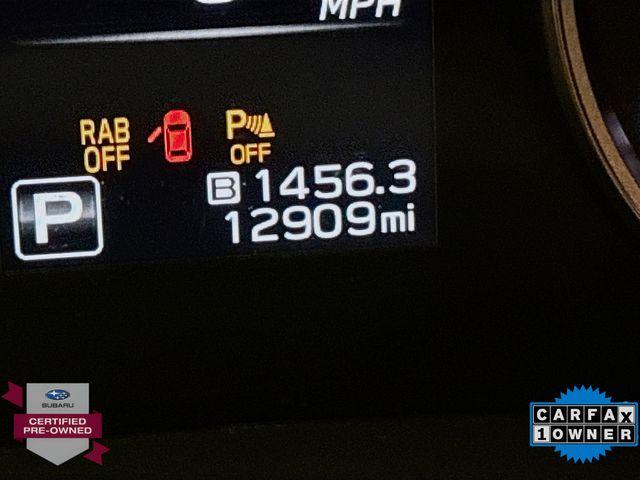 MPH
RAB
OFF
P
OFF
P
B 1456.3
12909mi
SUBARU
CERTIFIED
PRE-OWNED
CARFAX
1 OWNER